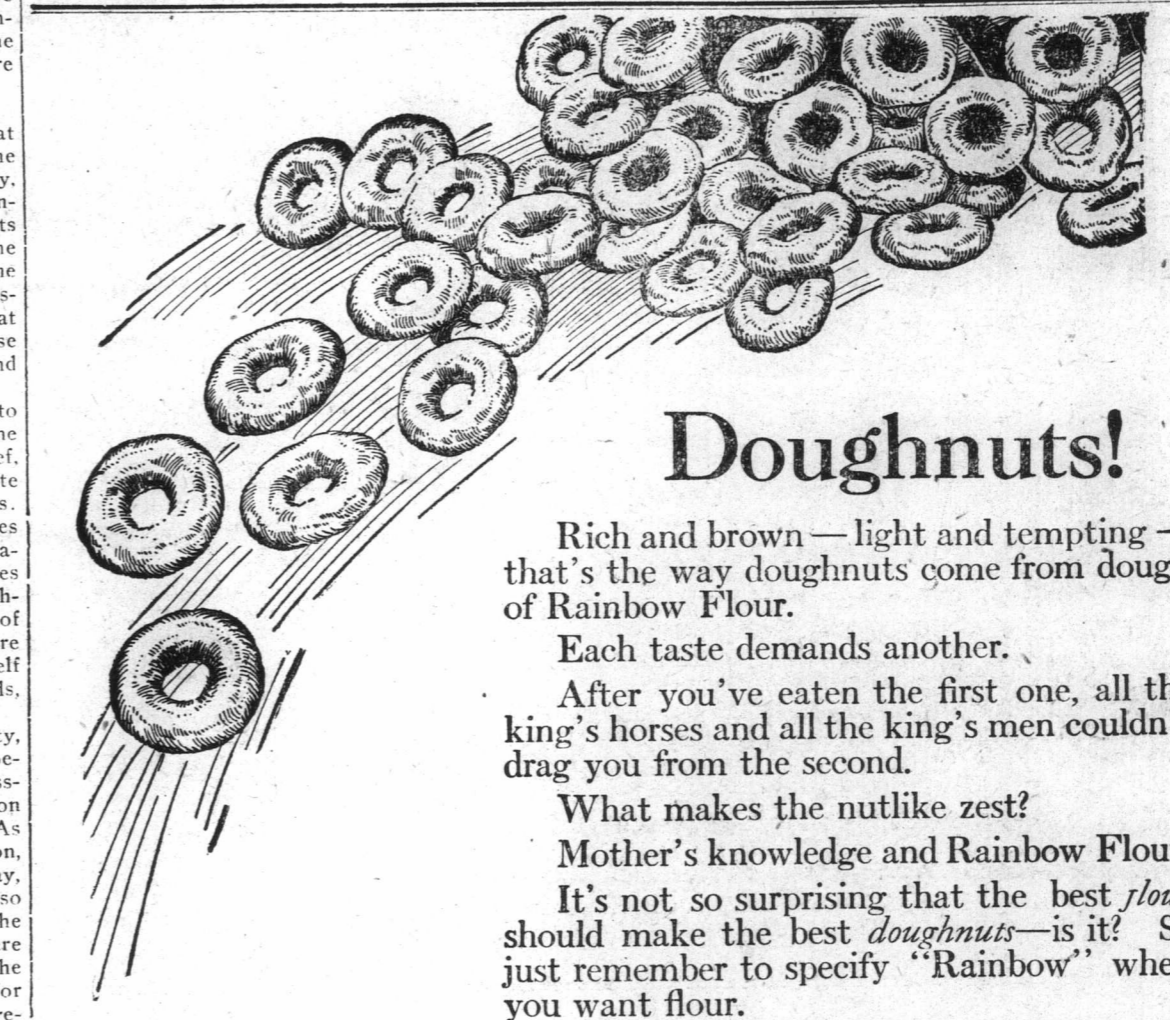 Doughnuts!
Rich and brown — light and tempting —
that's the way doughnuts come from doug
of Rainbow Flour.
Each taste demands another.
After you've eaten the first one, all th
king's horses and all the king's men couldn
drag you from the second.
What makes the nutlike zest?
Mother's knowledge and Rainbow Flou
It's not so surprising that the best flou
should make the best doughnuts—is it? S
just remember to specify "Rainbow" whe
you want flour.